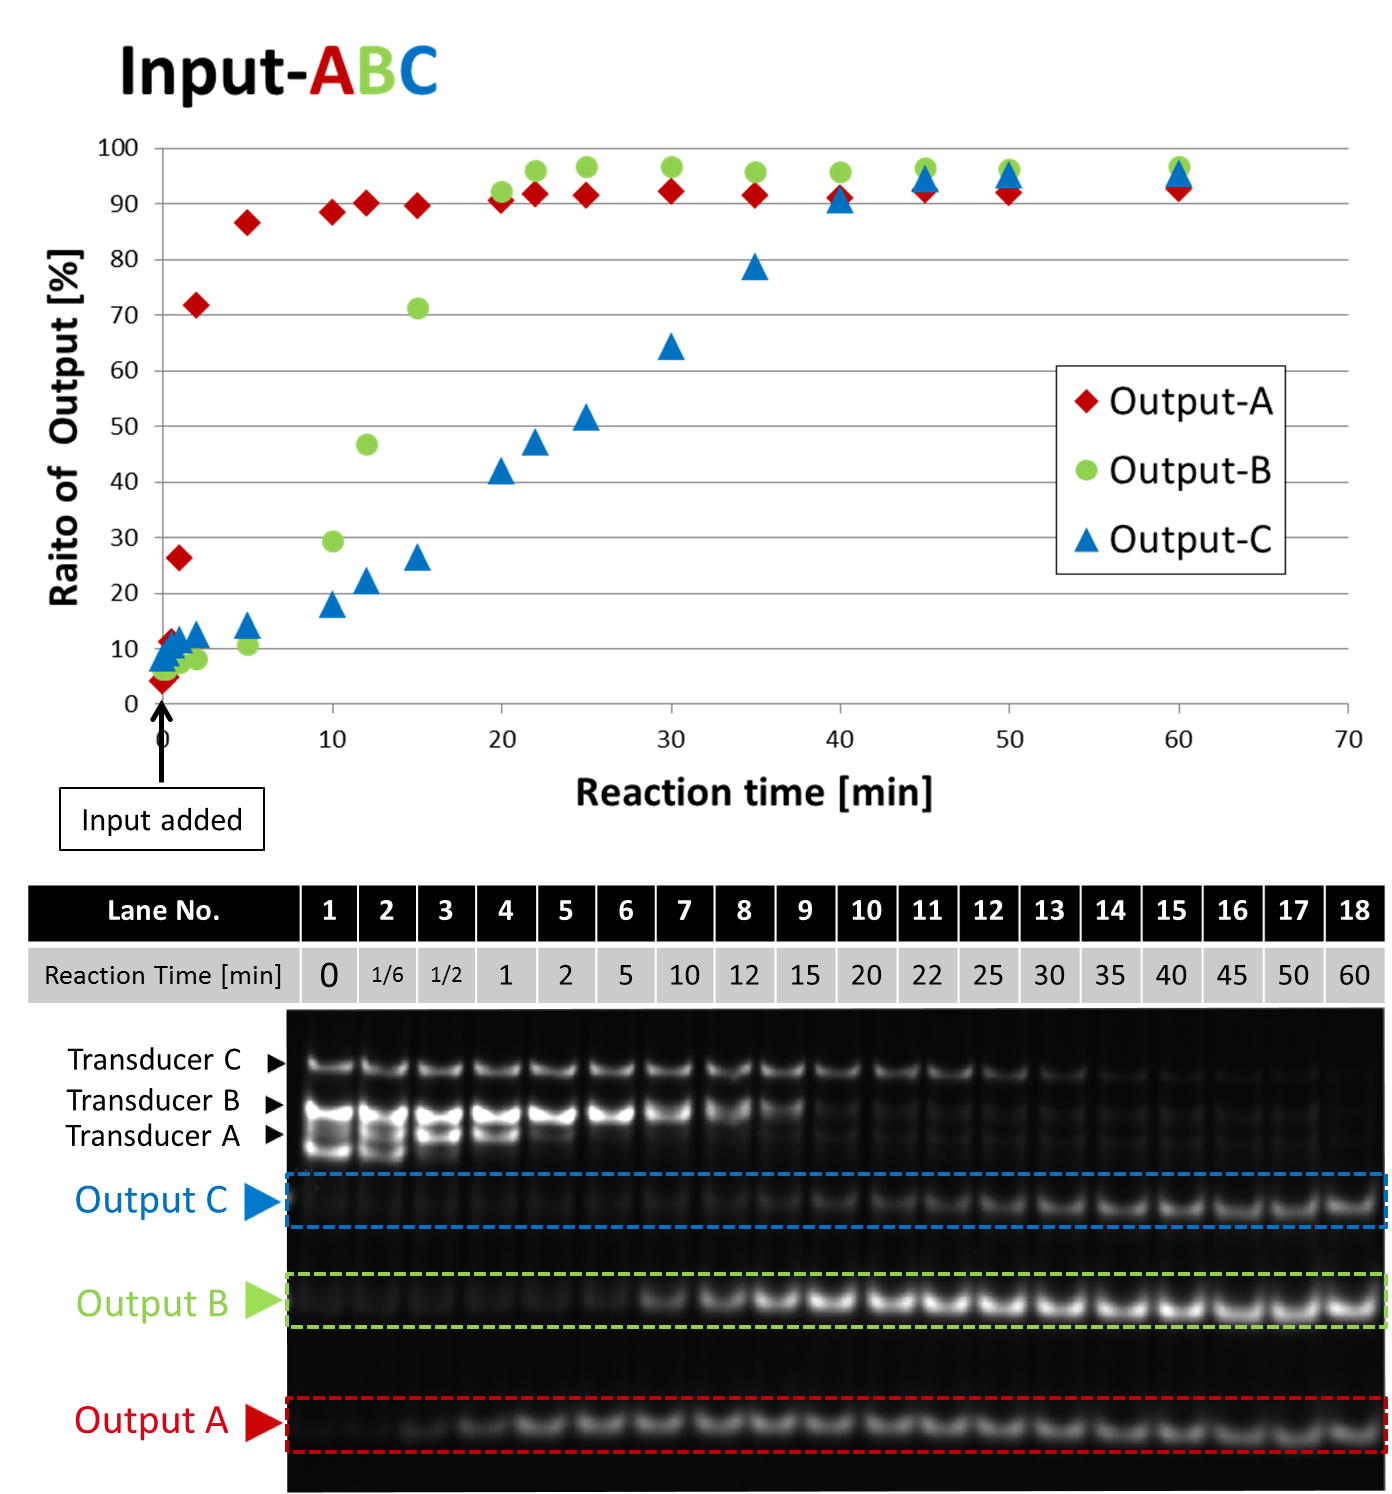 Input-ABC
100
90
80
70
60
50
40
30
20
10
0
Raito of Output [%]
Output-A
Output-B
Output-C
0 10 20 30 40 50 60 70
Reaction time [min]
Input added
Lane No. 1 2 3 4 5 6 7 8 9 10 11 12 13 14 15 16 17 18
Reaction Time [min] 0 1/6 1/2 1 2 5 10 12 15 20 22 25 30 35 40 45 50 60
Transducer C
Transducer B
Transducer A
Output C
Output B
Output A